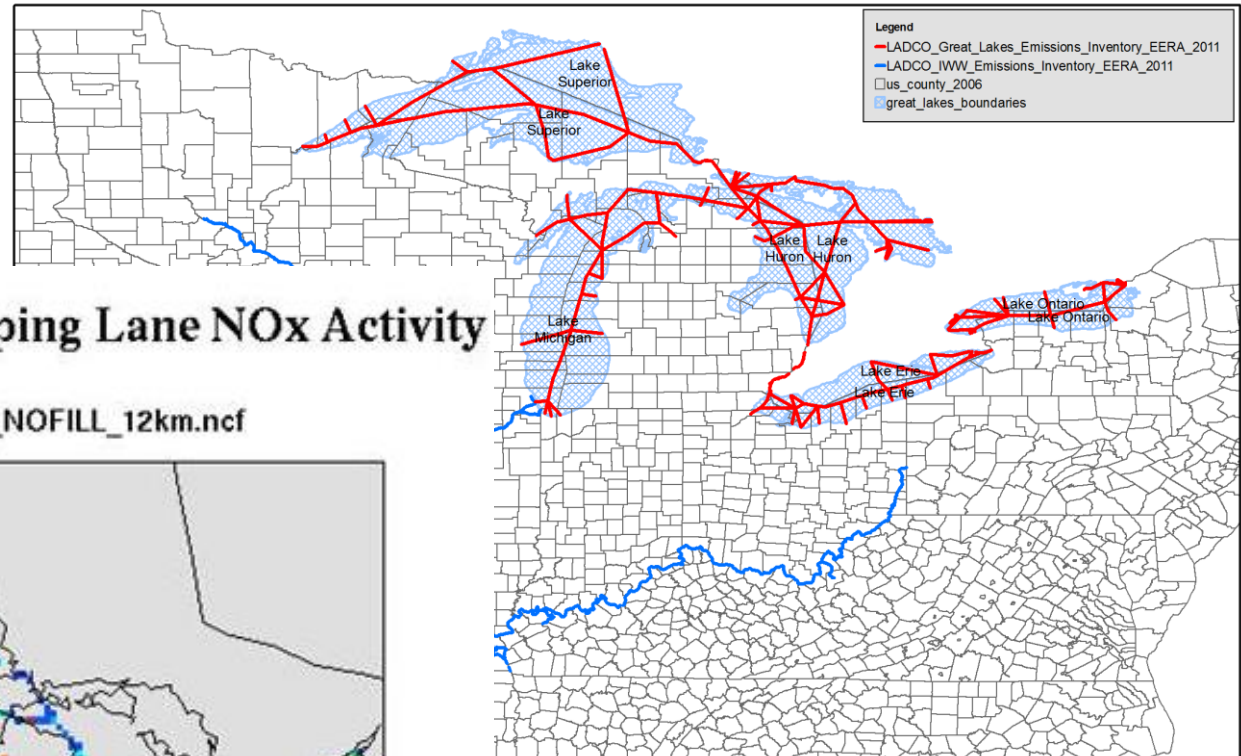 Legend
LADCO_Great_Lakes_Emissions_Inventory_EERA_2011
LADCO_IWW_Emissions_Inventory_EERA_2011
us_county_2006
great_lakes_boundaries
Lake
Superior
Lake
Superior
Lake
Huron
Lake
Huron
Lake Ontario
Lake Ontario
Lake
Michigan
Lake Erie
Lake Erie
ping Lane NOx Activity
_NOFILL_12km.ncf